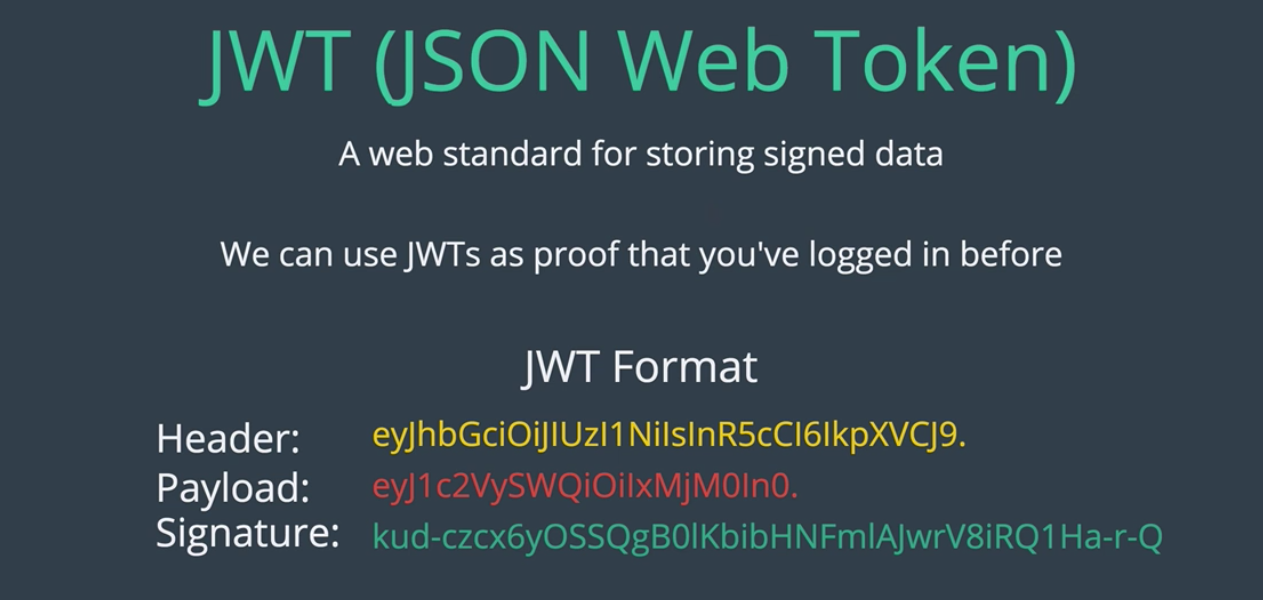 JWT (JSON Web Token)
A web standard for storing signed data
We can use JWTs as proof that you've logged in before
JWT Format
Header: eyJhbGciOiJIUzI1NiIsInR5cCI6IkpXVCJ9.
Payload: eyJ1c2VySWQiOiIxMjM0In0.
Signature: kud-czcx6yOSSQgB0lKbibHNFmlAJwrV8iRQ1Ha-r-Q